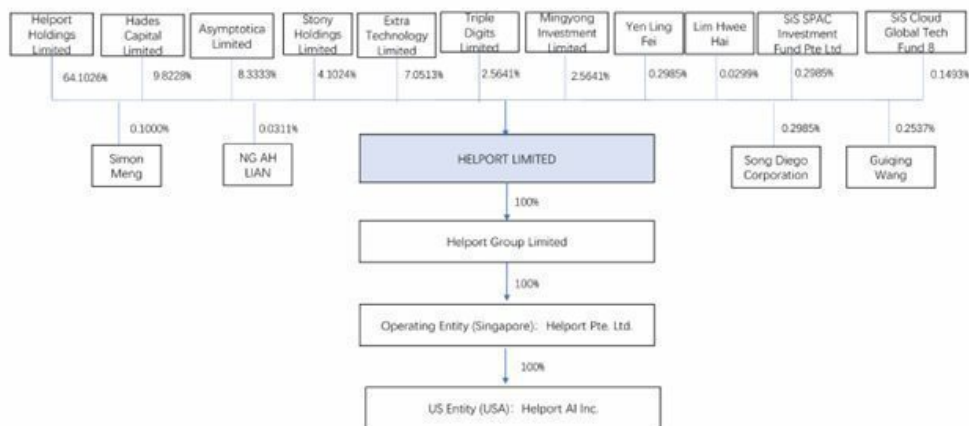 Helport
Holdings
Limited
Hades
Capital
Limited
Asymptotica
Limited
Stony
Holdings
Limited
Extra
Technology
Limited
Triple
Digits
Limited
Mingyong
Investment
Limited
Yen Ling
Fei
Lim Hwee
Hai
SiS SPAC
Investment
Fund Pte Ltd
SiS Cloud
Global Tech
Fund 8
64.1026%
9.8228%
8.3333%
4.1024%
7.0513%
2.5641%
2.5641%
0.2985%
0.0299%
0.2985%
0.1493%
0.1000%
0.0311%
0.2985%
0.2537%
Simon
Meng
NG AH
LIAN
HELPORT LIMITED
Song Diego
Corporation
Guiqing
Wang
100%
Helport Group Limited
100%
Operating Entity (Singapore): Helport Pte. Ltd.
100%
US Entity (USA): Helport AI Inc.